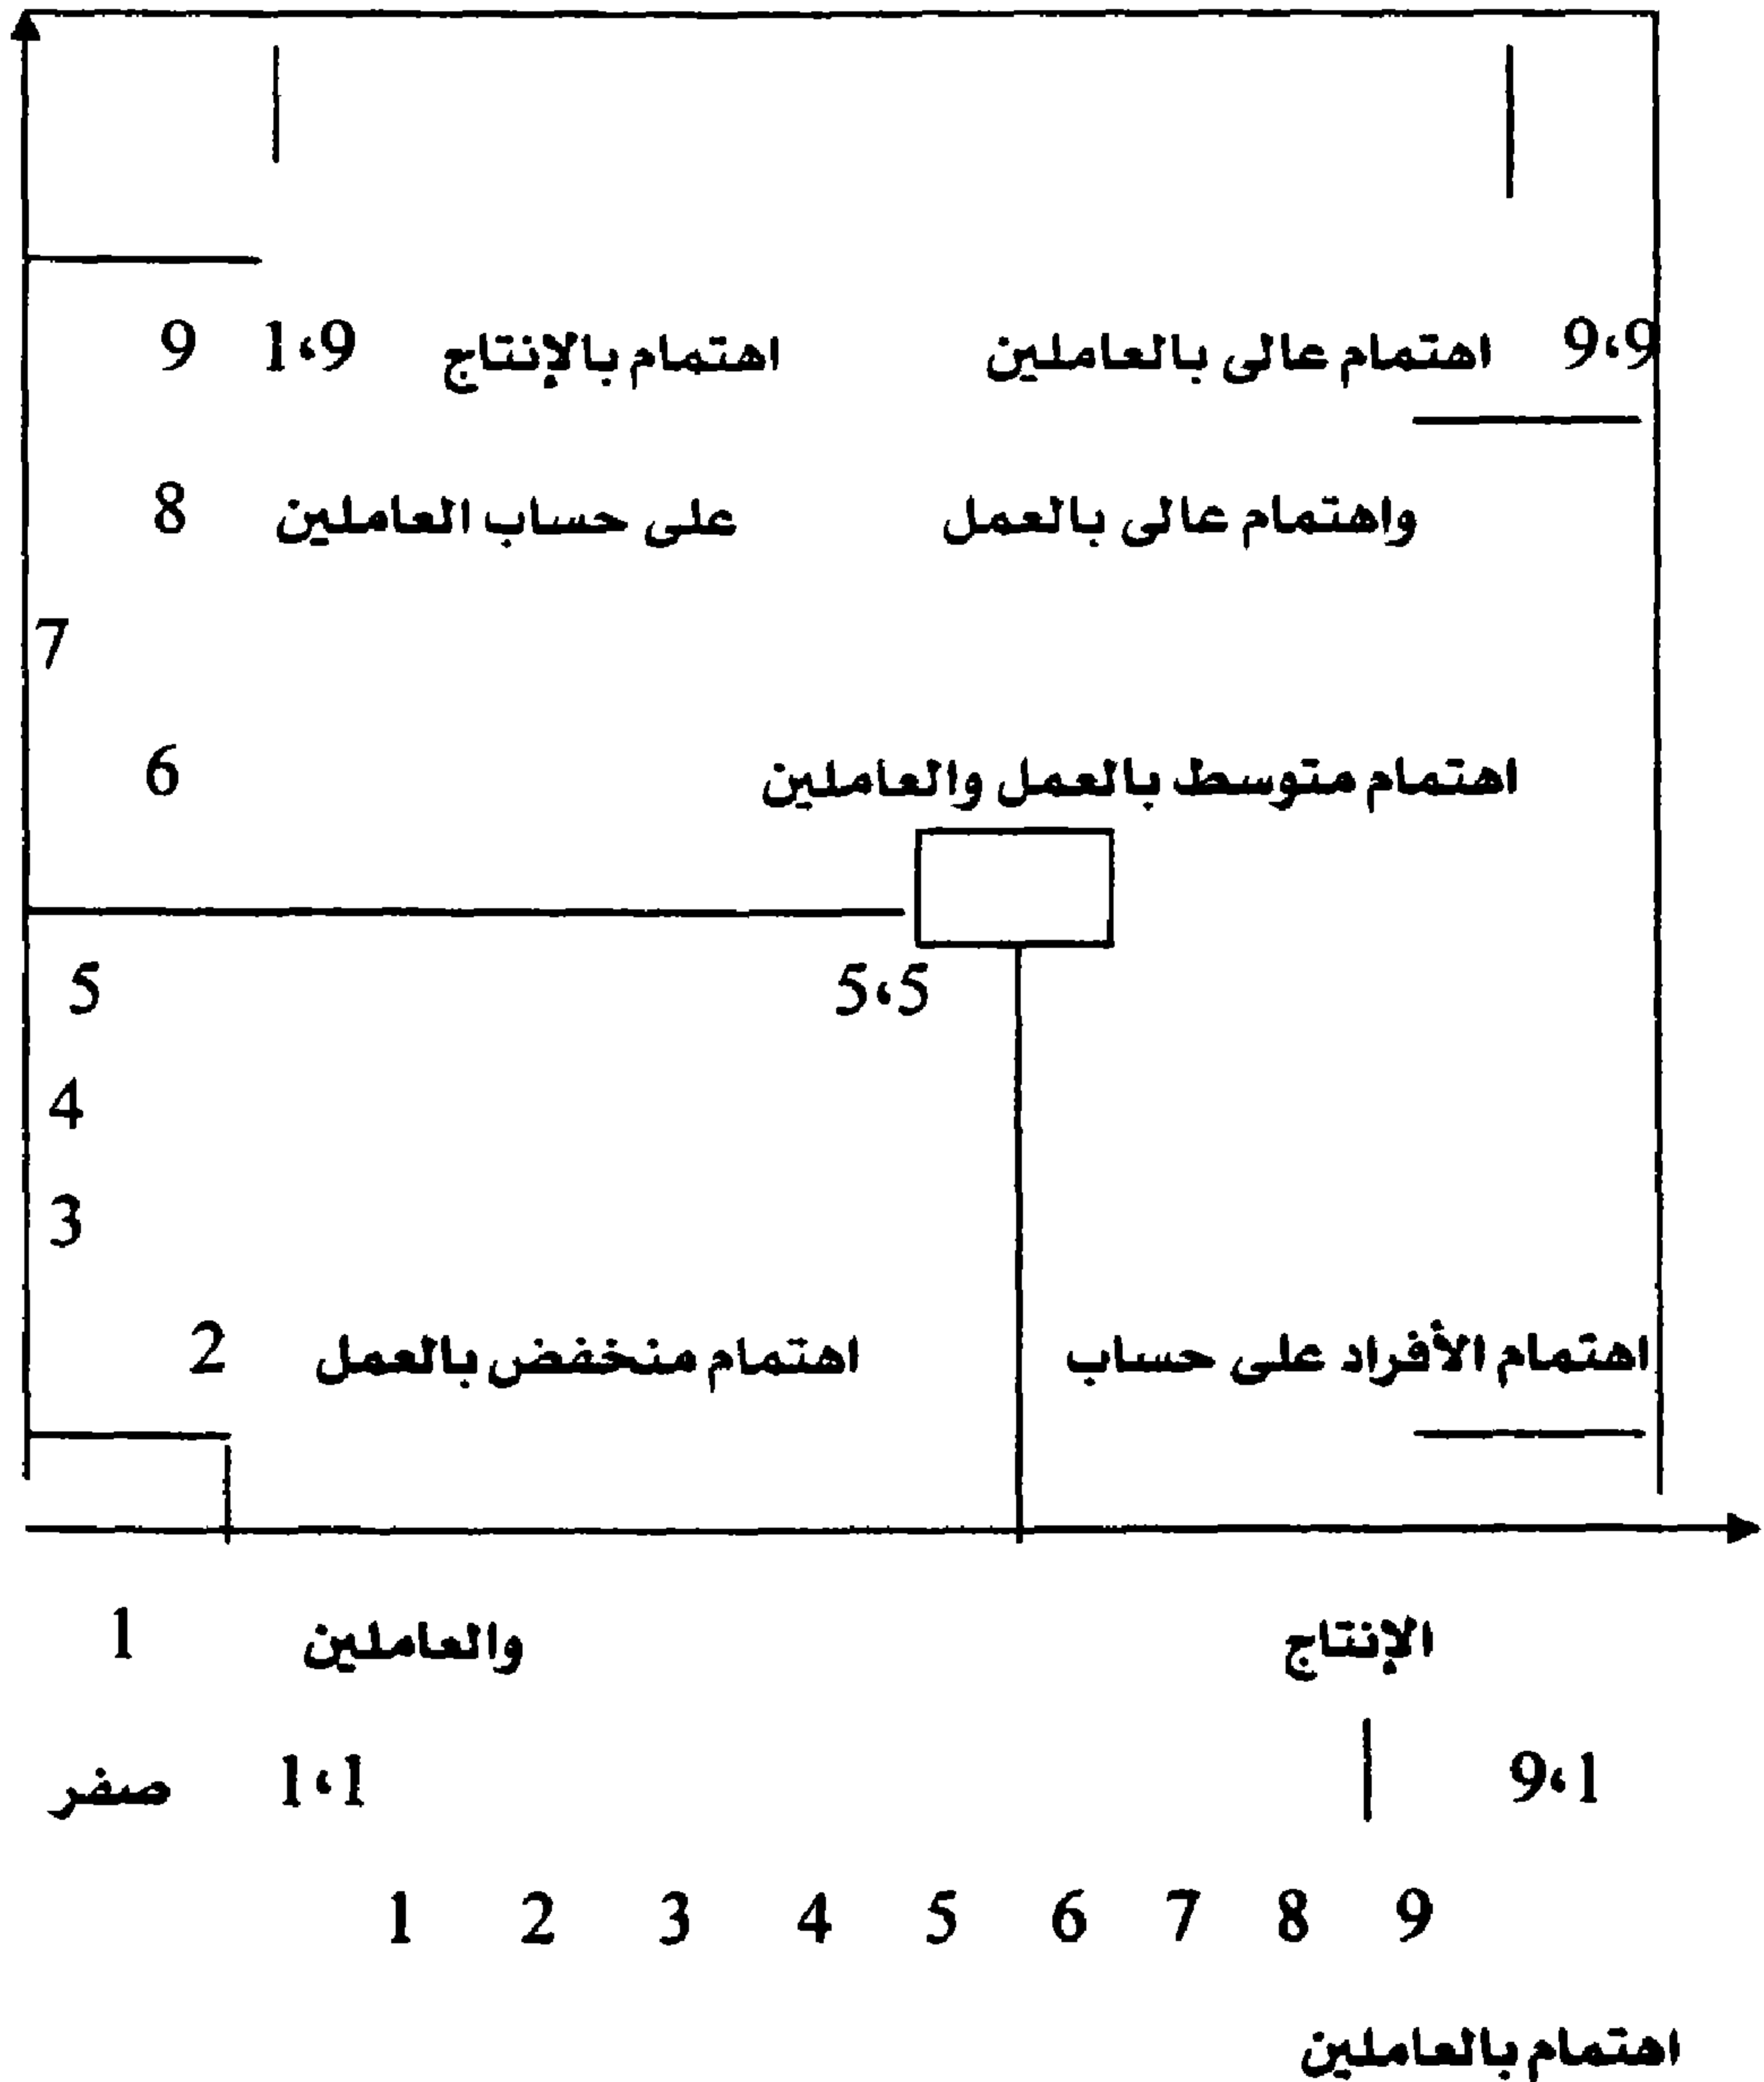 9 1،9 اهتمام بالإنتاج اهتمام عالى بالعاملين 9،9
8 على حساب العاملين واهتمام عالى بالعمل
7
6 اهتمام متوسط بالعمل والعاملين
5 5،5
4
3
2 اهتمام منخفض بالعمل اهتمام الأفراد على حساب
1 والعاملين الإنتاج
صفر 1،1 9،1
1 2 3 4 5 6 7 8 9
اهتمام بالعاملين